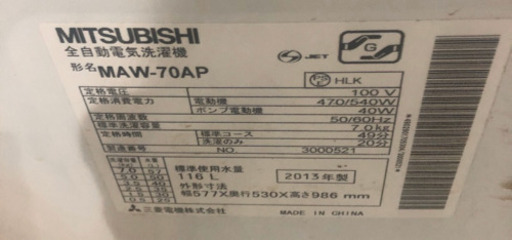 MITSUBISHI
全自動電気洗濯機
形名 MAW-70AP
JET
G
PS E HLK
定格電圧 100 V
定格消費電力 電動機 470/540W
ポンプ電動機 40W
定格周波数 50/60Hz
標準洗濯容量 7.0kg
定格時間 標準コース 49分
洗濯のみ 20分
製造番号 NO. 3000521
標準使用水量
116 L
2013年製
外形寸法
幅577X奥行530X高さ986 mm
三菱電機株式会社 MADE IN CHINA